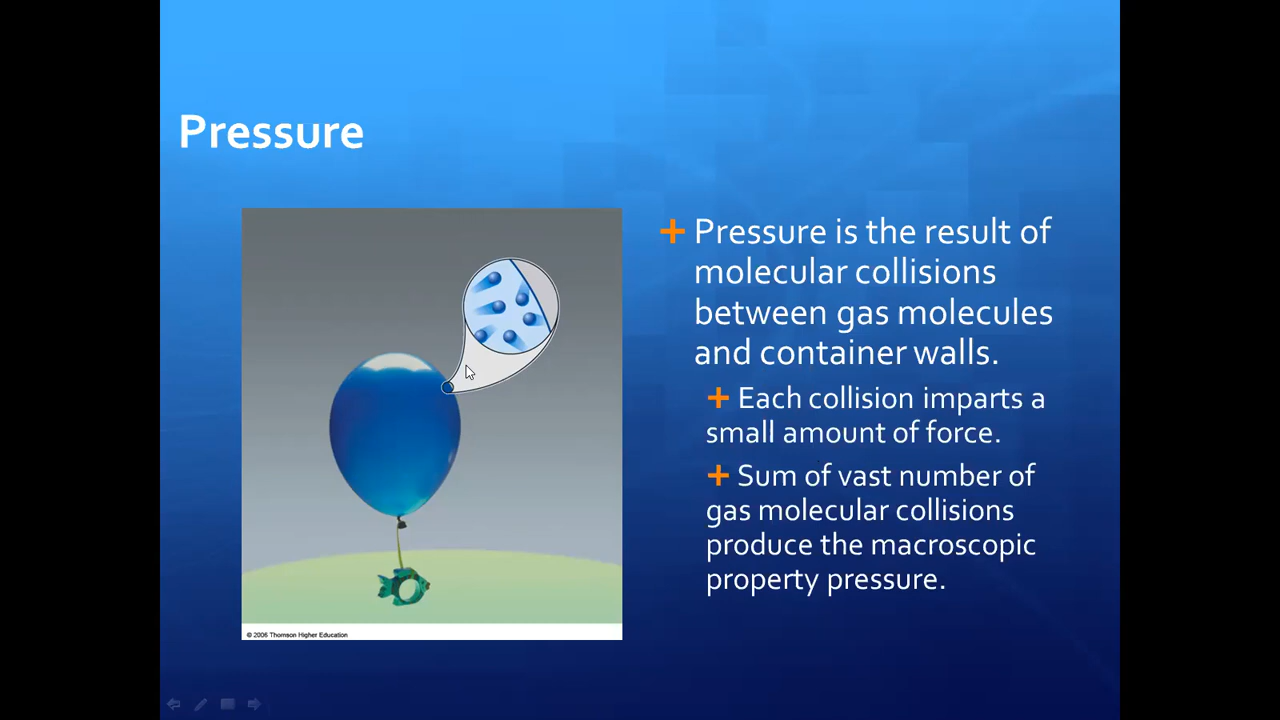 Pressure
Pressure is the result of
molecular collisions
between gas molecules
and container walls.
Each collision imparts a
small amount of force.
Sum of vast number of
gas molecular collisions
produce the macroscopic
property pressure.
© 2006 Thomson Higher Education